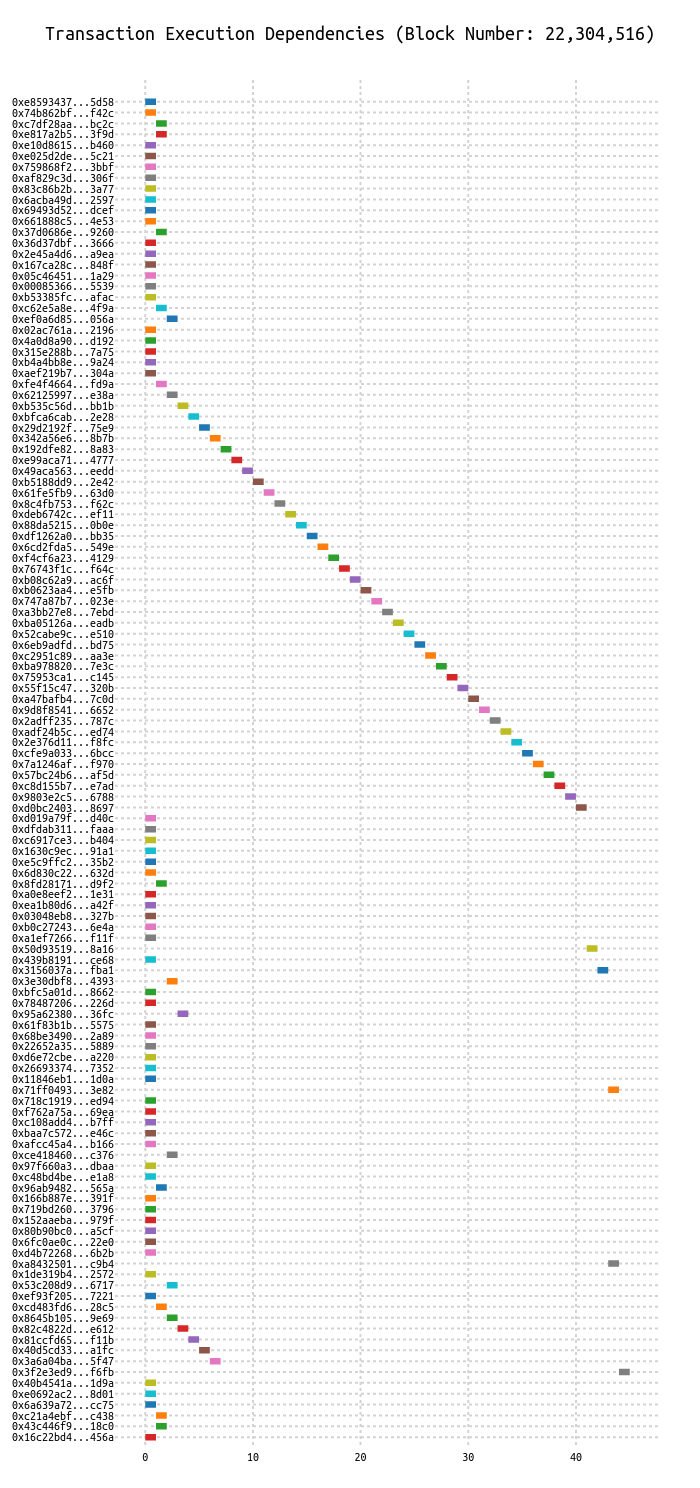 Transaction Execution Dependencies (Block Number: 22,304,516)
0xe8593437...5d58
0x74b862bf...f42c
0xc7df28aa...bc2c
0xe817a2b5...3f9d
0xe10d8615...b460
0xe025d2de...5c21
0x759868f2...3bbf
0xaf829c3d...306f
0x83c86b2b...3a77
0x6acba49d...2597
0x69493d52...dcef
0x661888c5...4e53
0x37d0686e...9260
0x36d37dbf...3666
0x2e45a4d6...a9ea
0x167ca28c...848f
0x05c46451...1a29
0x00085366...5539
0xb53385fc...afac
0xc62e5a8e...4f9a
0xef0a6d85...056a
0x02ac761a...2196
0x4a0d8a90...d192
0x315e288b...7a75
0xb4a4bb8e...9a24
0xaef219b7...304a
0xfe4f4664...fd9a
0x62125997...e38a
0xb535c56d...bb1b
0xbfca6cab...2e28
0x29d2192f...75e9
0x342a56e6...8b7b
0x192dfe82...8a83
0xe99aca71...4777
0x49aca563...eedd
0xb5188dd9...2e42
0x61fe5fb9...63d0
0x8c4fb753...f62c
0xdeb6742c...ef11
0x88da5215...0b0e
0xdf1262a0...bb35
0x6cd2fda5...549e
0xf4cf6a23...4129
0x76743f1c...f64c
0xb08c62a9...ac6f
0xb0623aa4...e5fb
0x747a87b7...023e
0xa3bb27e8...7ebd
0xba05126a...eadb
0x52cabe9c...e510
0x6eb9adfd...bd75
0xc2951c89...aa3e
0xba978820...7e3c
0x75953ca1...c145
0x55f15c47...320b
0xa47bafb4...7c0d
0x9d8f8541...6652
0x2adff235...787c
0xadf24b5c...ed74
0x2e376d11...f8fc
0xcfe9a033...6bcc
0x7a1246af...f970
0x57bc24b6...af5d
0xc8d155b7...e7ad
0x9803e2c5...6788
0xd0bc2403...8697
0xd019a79f...d40c
0xdfdab311...faaa
0xc6917ce3...b404
0x1630c9ec...91a1
0xe5c9ffc2...35b2
0x6d830c22...632d
0x8fd28171...d9f2
0xa0e8eef2...1e31
0xea1b80d6...a42f
0x03048eb8...327b
0xb0c27243...6e4a
0xa1ef7266...f11f
0x50d93519...8a16
0x439b8191...ce68
0x3156037a...fba1
0x3e30dbf8...4393
0xbfc5a01d...8662
0x78487206...226d
0x95a62380...36fc
0x61f83b1b...5575
0x68be3490...2a89
0x22652a35...5889
0xd6e72cbe...a220
0x26693374...7352
0x11846eb1...1d0a
0x71ff0493...3e82
0x718c1919...ed94
0xf762a75a...69ea
0xc108add4...b7ff
0xbaa7c572...e46c
0xafcc45a4...b166
0xce418460...c376
0x97f660a3...dbaa
0xc48bd4be...e1a8
0x96ab9482...565a
0x166b887e...391f
0x719bd260...3796
0x152aaeba...979f
0x80b90bc0...a5cf
0x6fc0ae0c...22e0
0xd4b72268...6b2b
0xa8432501...c9b4
0x1de319b4...2572
0x53c208d9...6717
0xef93f205...7221
0xcd483fd6...28c5
0x8645b105...9e69
0x82c4822d...e612
0x81ccfd65...f11b
0x40d5cd33...a1fc
0x3a6a04ba...5f47
0x3f2e3ed9...f6fb
0x40b4541a...1d9a
0xe0692ac2...8d01
0x6a639a72...cc75
0xc21a4ebf...c438
0x43c446f9...18c0
0x16c22bd4...456a
0 10 20 30 40